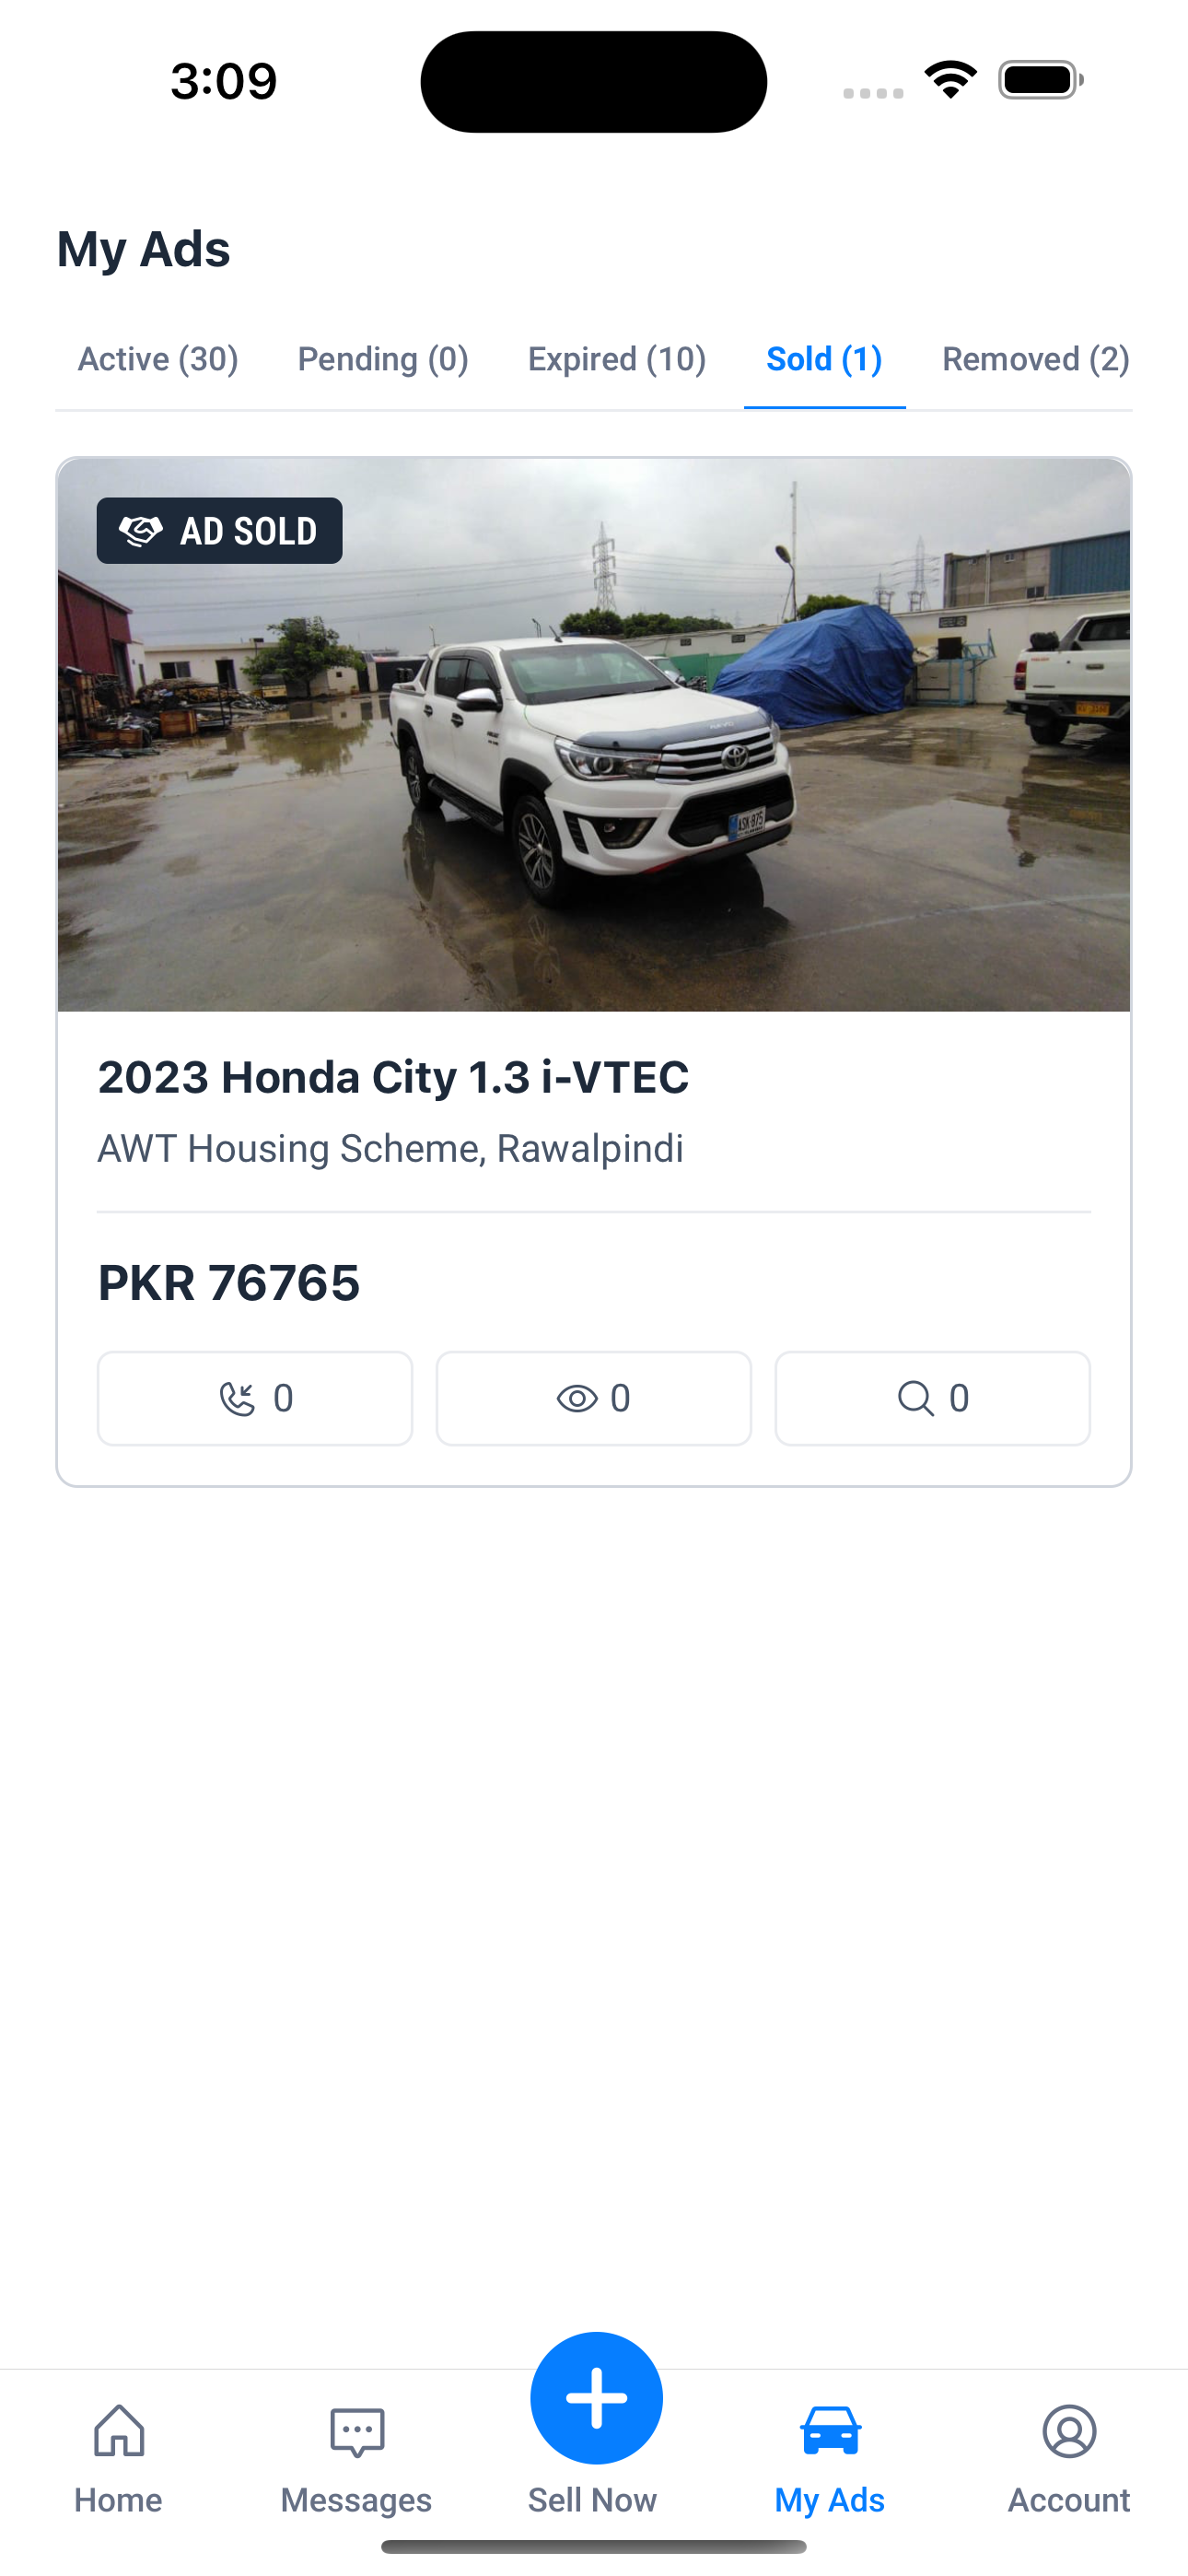 3:09
My Ads
Active (30) Pending (0) Expired (10) Sold (1) Removed (2)
AD SOLD
ASK-875
2023 Honda City 1.3 i-VTEC
AWT Housing Scheme, Rawalpindi
PKR 76765
0 0 0
Home Messages Sell Now My Ads Account